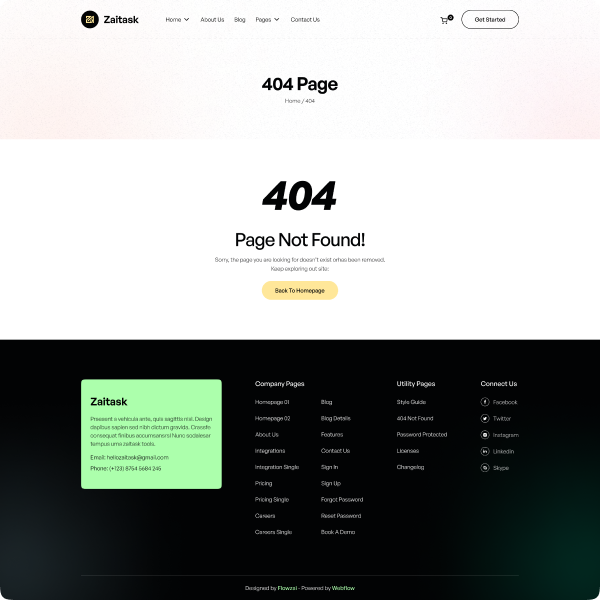 Zaitask
Home
About Us
Blog
Pages
Contact Us
0
Get Started
404 Page
Home / 404
404
Page Not Found!
Sorry, the page you are looking for doesn't exist orhas been removed.
Keep exploring out site:
Back To Homepage
Zaitask
Praesent a vehicula ante, quis sagittis nisl. Design
dapibus sapien sed nibh dictum gravida. Crassfe
consequat finibus accumsansrsl Nunc sodaleser
tempus urna zaitask tools.
Email: hellozaitask@gmail.com
Phone: (+123) 8754 5684 245
Company Pages
Homepage 01
Homepage 02
About Us
Integrations
Integration Single
Pricing
Pricing Single
Careers
Careers Single
Blog
Blog Details
Features
Contact Us
Sign In
Sign Up
Forgot Password
Reset Password
Book A Demo
Utility Pages
Style Guide
404 Not Found
Password Protected
Licenses
Changelog
Connect Us
Facebook
Twitter
Instagram
LinkedIn
Skype
Designed by Flowzai - Powered by Webflow